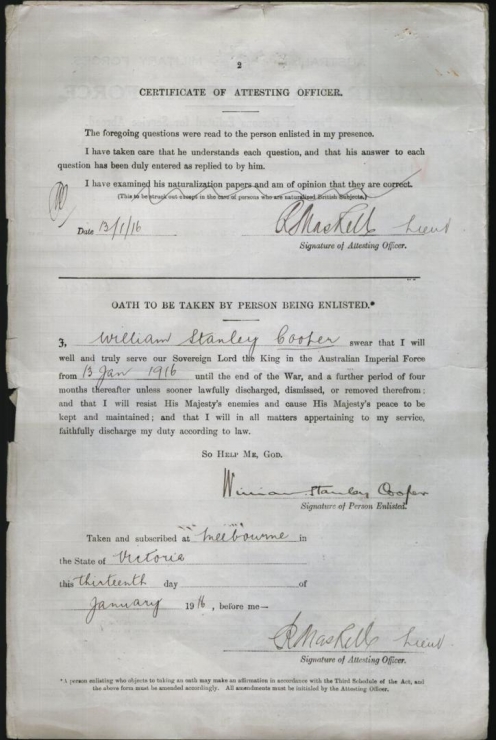 2
CERTIFICATE OF ATTESTING OFFICER.
The foregoing questions were read to the person enlisted in my presence.
I have taken care that he understands each question, and that his answer to each
question has been duly entered as replied to by him.
I have examined his naturalization papers and am of opinion that they are correct.
(This to be struck out except in the case of persons who are naturalized British Subjects.)
Date 13/1/16 R Maskell Lieut
Signature of Attesting Officer.
OATH TO BE TAKEN BY PERSON BEING ENLISTED.*
I, William Stanley Cooper swear that I will
well and truly serve our Sovereign Lord the King in the Australian Imperial Force
from 13 Jan 1916 until the end of the War, and a further period of four
months thereafter unless sooner lawfully discharged, dismissed, or removed therefrom;
and that I will resist His Majesty's enemies and cause His Majesty's peace to be
kept and maintained; and that I will in all matters appertaining to my service,
faithfully discharge my duty according to law.
SO HELP ME, GOD.
William Stanley Cooper
Signature of Person Enlisted.
Taken and subscribed at Melbourne in
the State of Victoria
this thirteenth day of
January 1916, before me—
R Maskell Lieut
Signature of Attesting Officer.
* A person enlisting who objects to taking an oath may make an affirmation in accordance with the Third Schedule of the Act, and
the above form must be amended accordingly. All amendments must be initialed by the Attesting Officer.